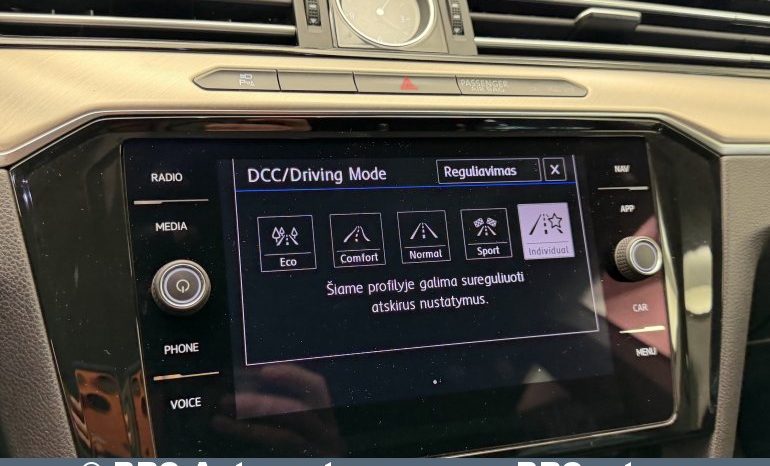 PASSENGER
AIR BAG
RADIO
MEDIA
PHONE
VOICE
DCC/Driving Mode
Reguliavimas X
Eco Comfort Normal Sport Individual
Šiame profilyje galima sureguliuoti
atskirus nustatymus.
NAV
APP
CAR
MENU